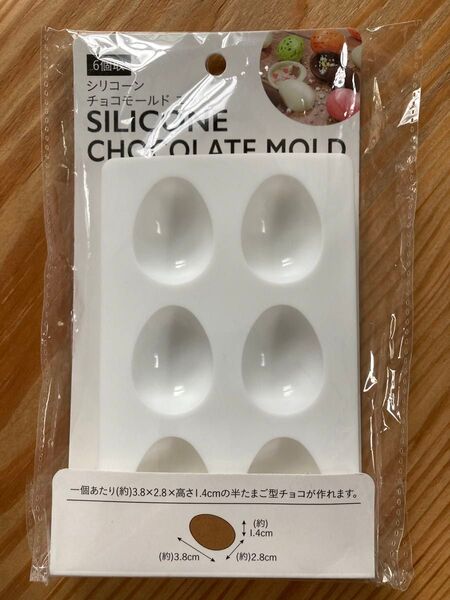 6個取
シリコーン
チョコモールド
SILICONE
CHOCOLATE MOLD
一個あたり(約)3.8×2.8×高さ1.4cmの半たまご型チョコが作れます。
(約)
1.4cm
(約)3.8cm
(約)2.8cm